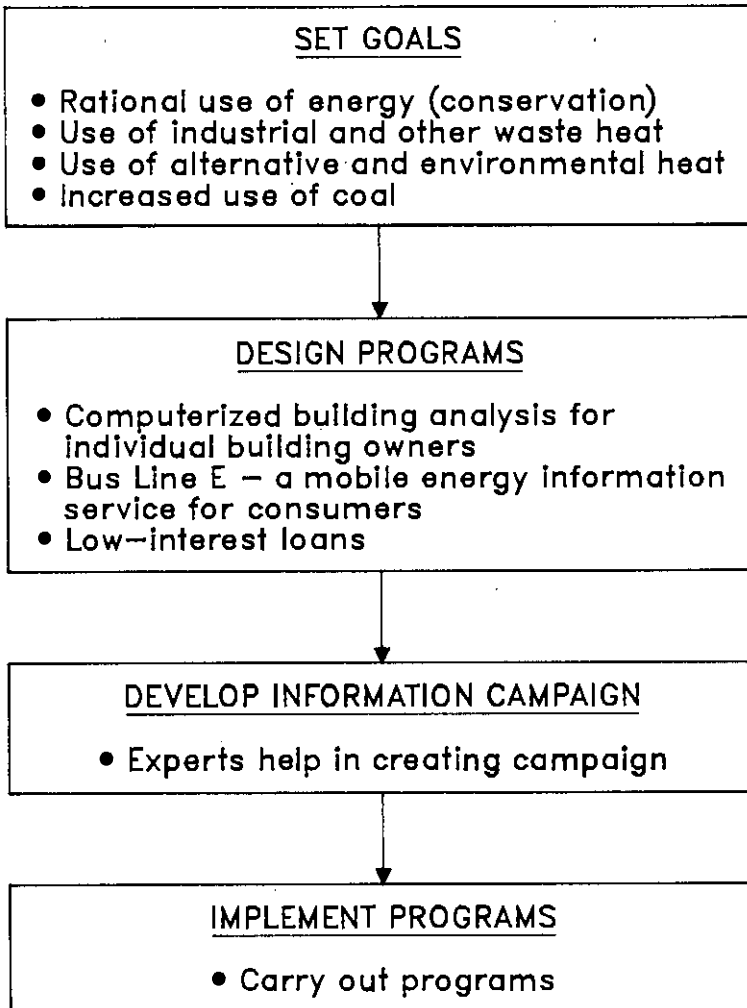 SET GOALS
• Rational use of energy (conservation)
• Use of industrial and other waste heat
• Use of alternative and environmental heat
• Increased use of coal
DESIGN PROGRAMS
• Computerized building analysis for
individual building owners
• Bus Line E – a mobile energy information
service for consumers
• Low-interest loans
DEVELOP INFORMATION CAMPAIGN
• Experts help in creating campaign
IMPLEMENT PROGRAMS
• Carry out programs